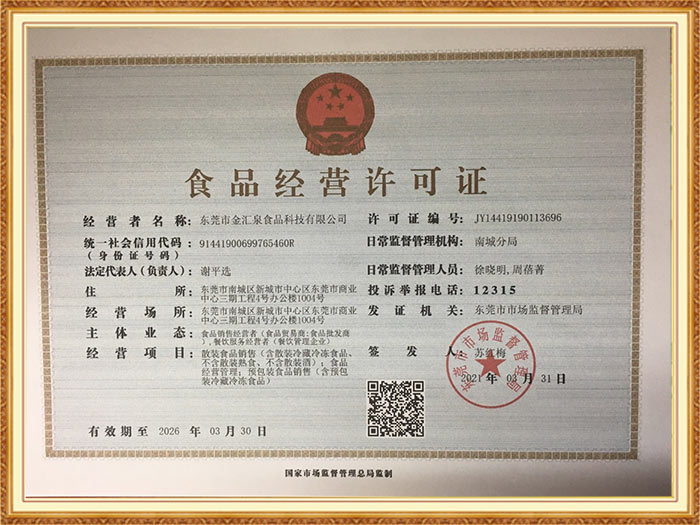 食品经营许可证
经营者名称：东莞市金汇泉食品科技有限公司
许可证编号：JY14419190113696
统一社会信用代码：91441900699765460R
（身份证号码）
日常监督管理机构：南城分局
法定代表人（负责人）：谢平选
日常监督管理人员：徐晓明，周蓓菁
住所：东莞市南城区新城市中心区东莞市商业
中心三期工程4号办公楼1004号
投诉举报电话：12315
经营场所：东莞市南城区新城市中心区东莞市商业
中心三期工程4号办公楼1004号
发证机关：东莞市市场监督管理局
主体业态：食品销售经营者（食品贸易商:食品批发商
），餐饮服务经营者（餐饮管理企业）
经营项目：散装食品销售（含散装冷藏冷冻食品、
不含散装熟食、不含散装酒）；食品
经营管理；预包装食品销售（含预包
装冷藏冷冻食品）
签发人：苏红梅
东莞市市场监督管理局
2021年 03月 31日
有效期至 2026 年 03月30日
国家市场监督管理总局监制